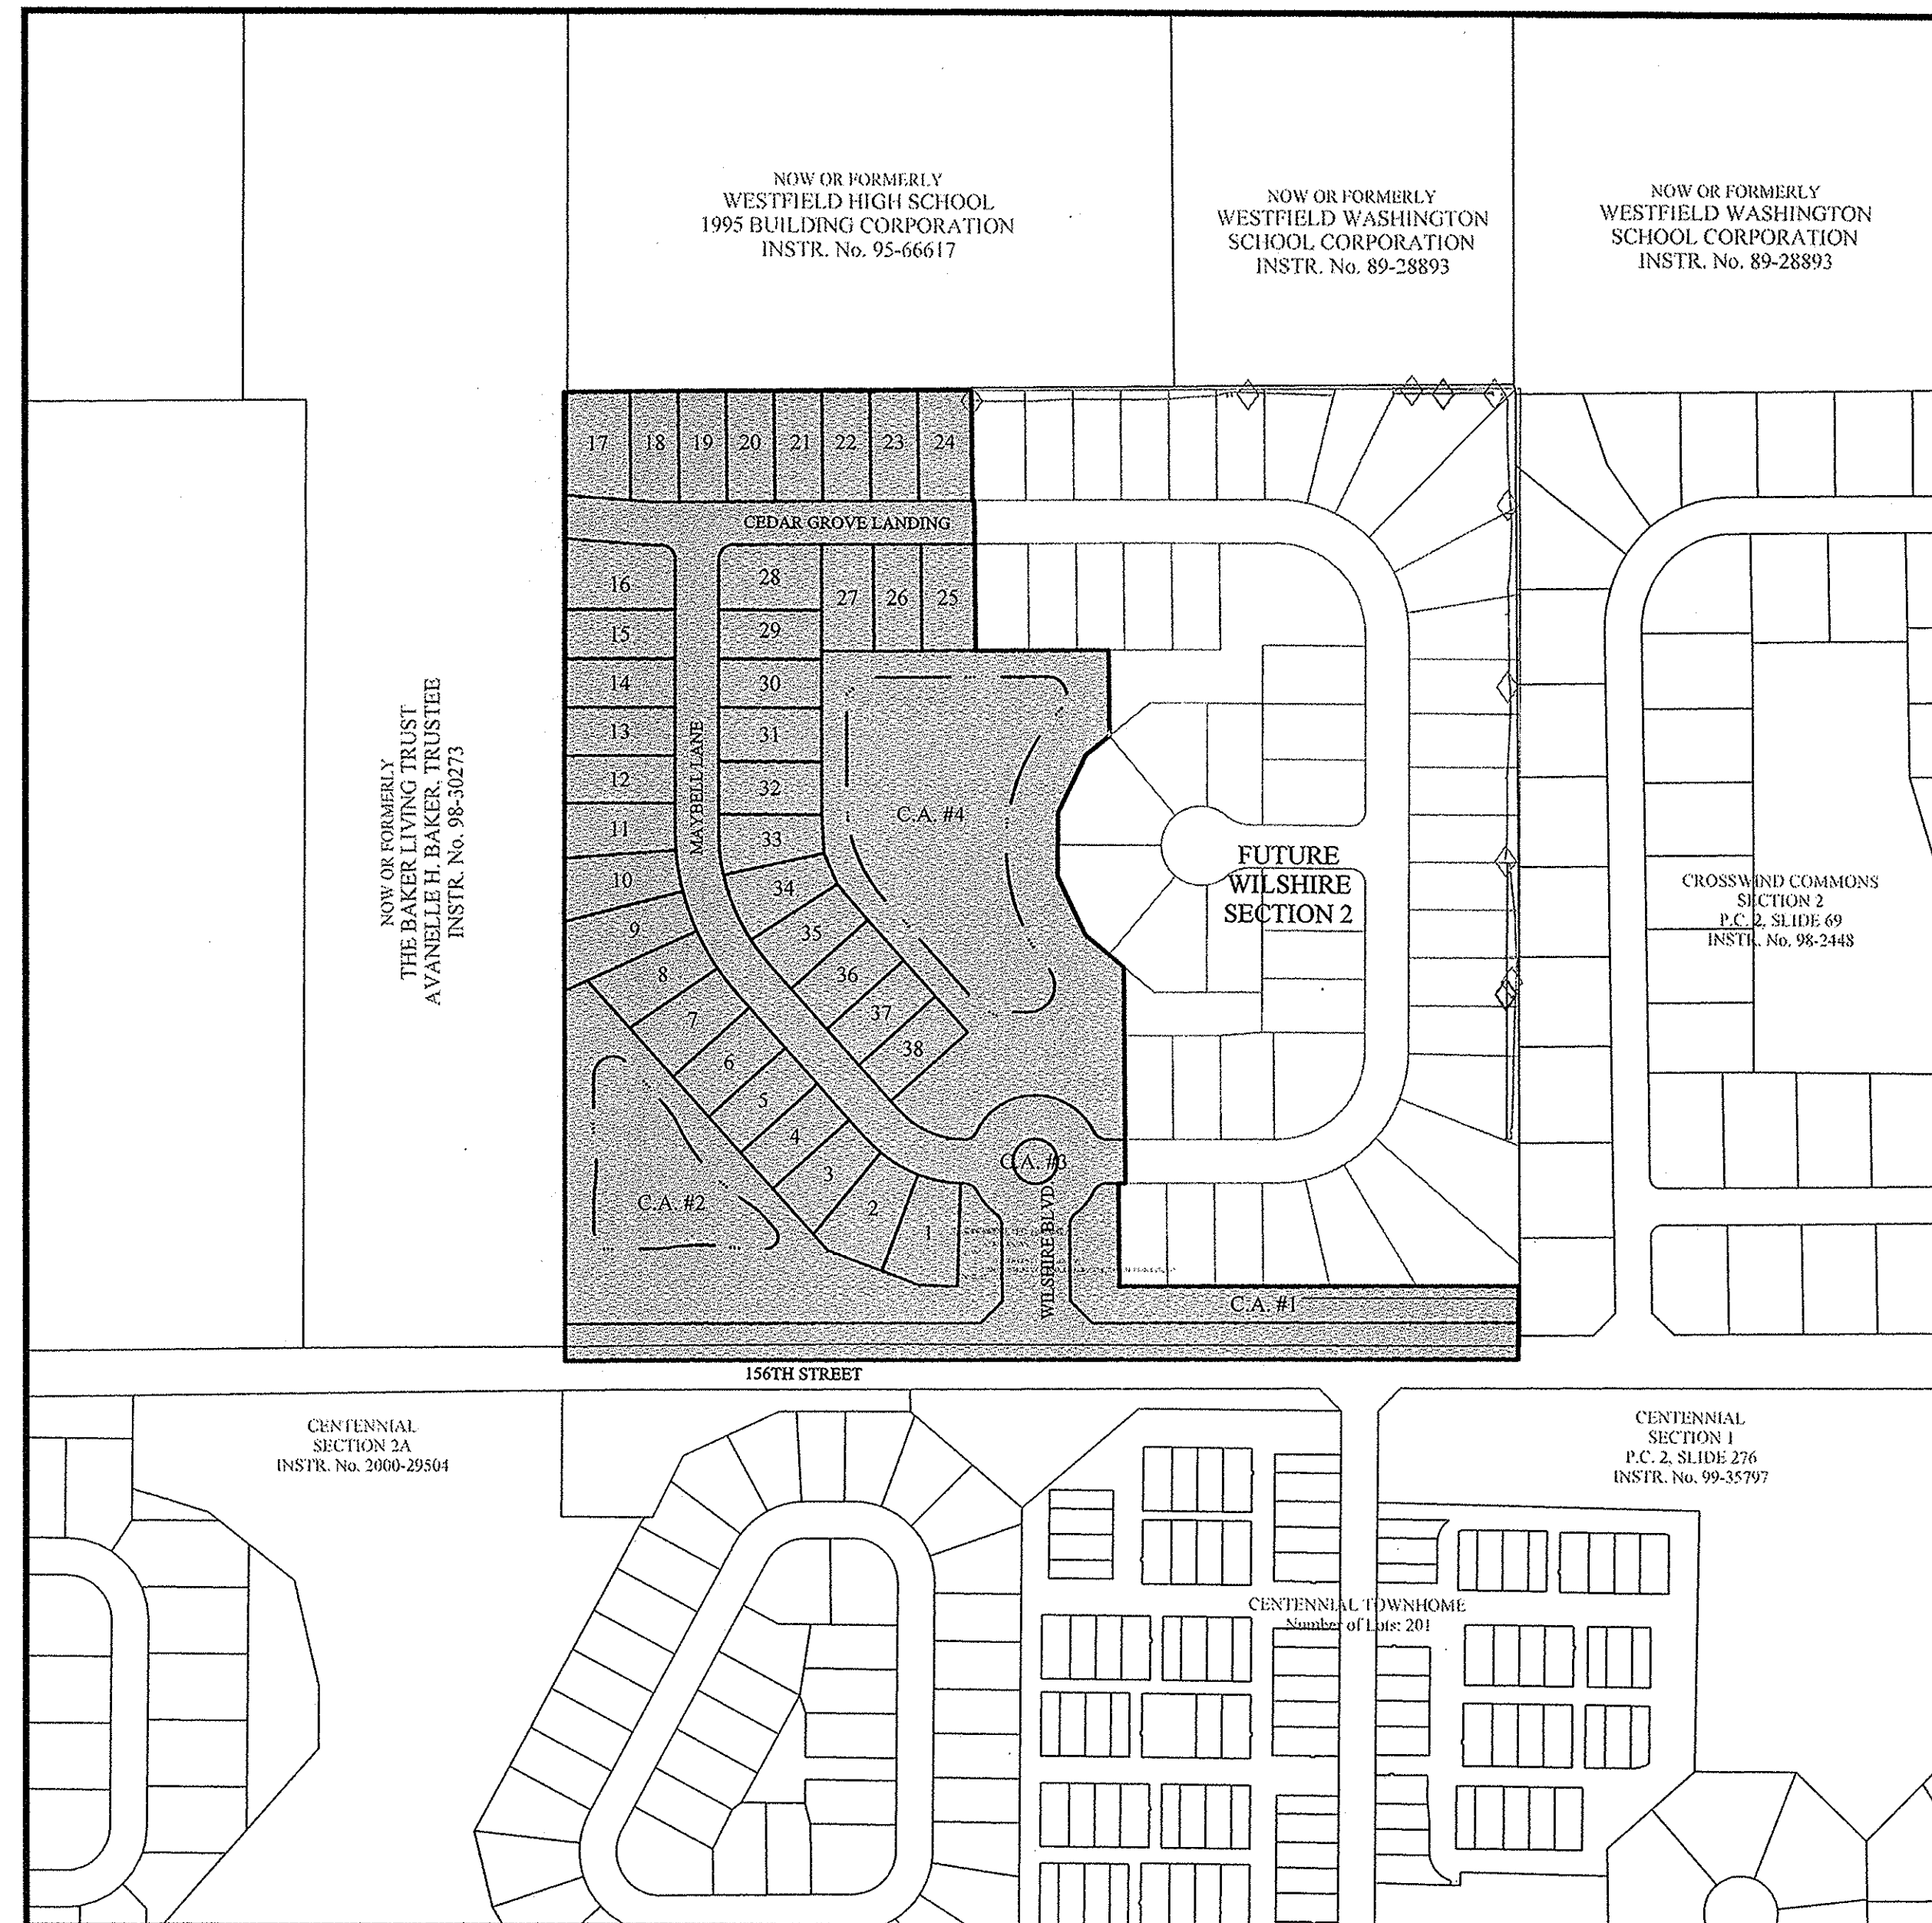 NOW OR FORMERLY
WESTFIELD HIGH SCHOOL
1995 BUILDING CORPORATION
INSTR. No. 95-66617
NOW OR FORMERLY
WESTFIELD WASHINGTON
SCHOOL CORPORATION
INSTR. No. 89-28893
NOW OR FORMERLY
WESTFIELD WASHINGTON
SCHOOL CORPORATION
INSTR. No. 89-28893
17 18 19 20 21 22 23 24
CEDAR GROVE LANDING
16
28
27 26 25
15
29
14
30
13
31
12
32
11
33
10
34
9
35
8
36
7
37
6
38
5
4
3
2
1
MAYBELL LANE
C.A. #4
C.A. #3
C.A. #2
WILSHIRE BLVD.
C.A. #1
NOW OR FORMERLY
THE BAKER LIVING TRUST
AVANELLE H. BAKER, TRUSTEE
INSTR. No. 98-30273
FUTURE
WILSHIRE
SECTION 2
CROSSWIND COMMONS
SECTION 2
P.C. 2, SLIDE 69
INSTR. No. 98-2448
156TH STREET
CENTENNIAL
SECTION 2A
INSTR. No. 2000-29504
CENTENNIAL
SECTION 1
P.C. 2, SLIDE 276
INSTR. No. 99-35797
CENTENNIAL TOWNHOME
Number of Lots: 201